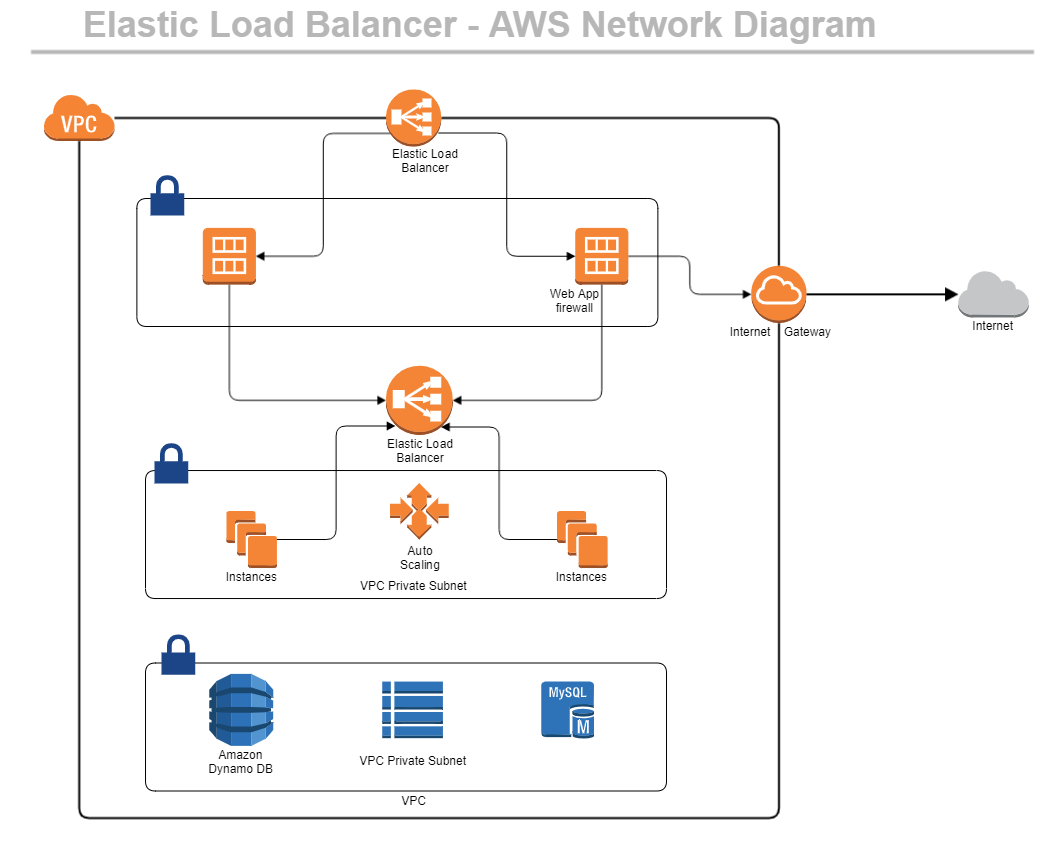 Elastic Load Balancer - AWS Network Diagram
VPC
Elastic Load
Balancer
Web App
firewall
Internet Gateway
Internet
Elastic Load
Balancer
Auto
Scaling
Instances
Instances
VPC Private Subnet
MySQL
M
Amazon
Dynamo DB
VPC Private Subnet
VPC